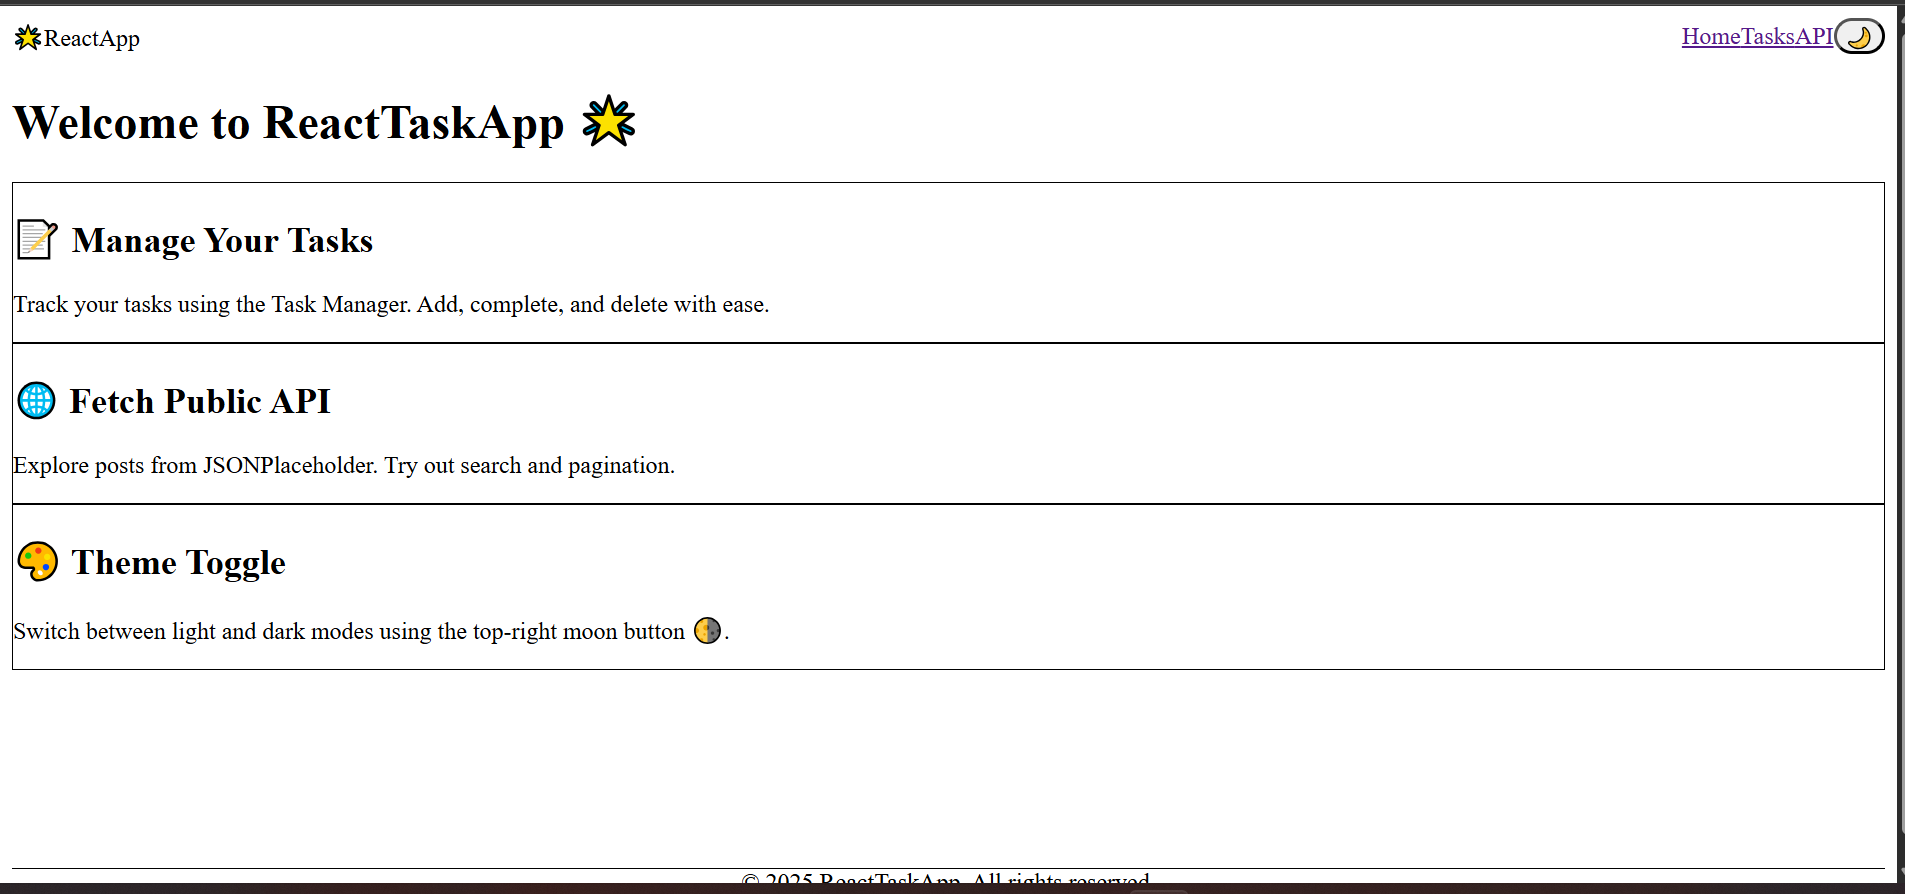 🌟ReactApp
HomeTasksAPI🌙
Welcome to ReactTaskApp 🌟
📝 Manage Your Tasks
Track your tasks using the Task Manager. Add, complete, and delete with ease.
🌐 Fetch Public API
Explore posts from JSONPlaceholder. Try out search and pagination.
🎨 Theme Toggle
Switch between light and dark modes using the top-right moon button 🌗.
© 2025 ReactTaskApp. All rights reserved.